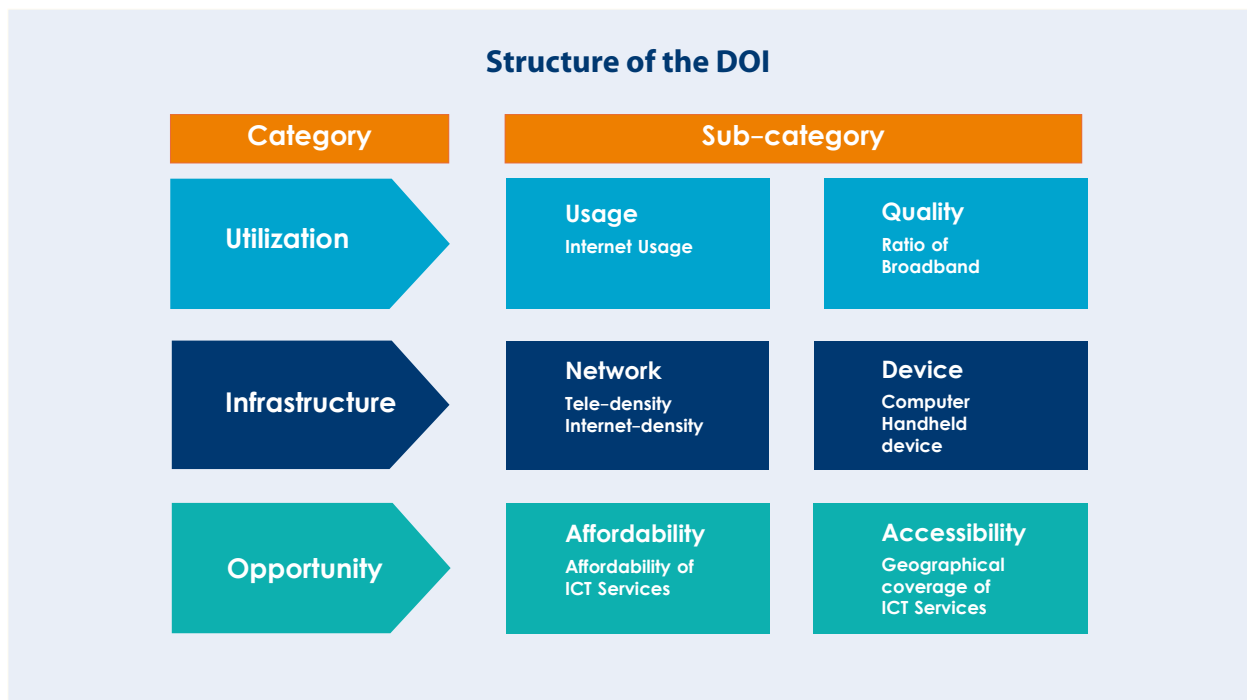 Structure of the DOI
Category
Sub-category
Utilization
Usage
Internet Usage
Quality
Ratio of
Broadband
Infrastructure
Network
Tele-density
Internet-density
Device
Computer
Handheld
device
Opportunity
Affordability
Affordability of
ICT Services
Accessibility
Geographical
coverage of
ICT Services